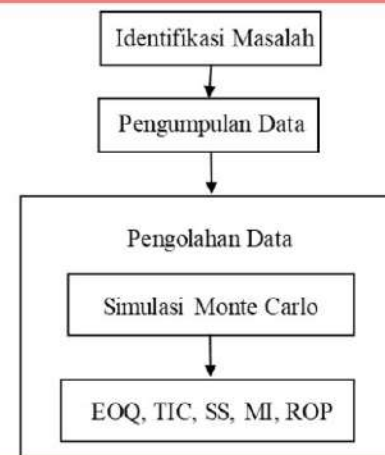 Identifikasi Masalah
Pengumpulan Data
Pengolahan Data
Simulasi Monte Carlo
EOQ, TIC, SS, MI, ROP